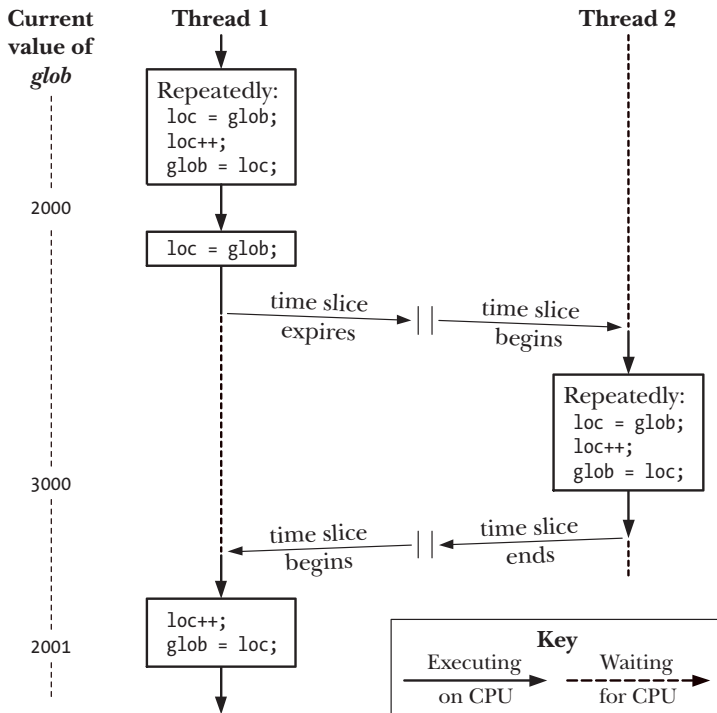 Current
value of
glob
Thread 1
Thread 2
Repeatedly:
loc = glob;
loc++;
glob = loc;
2000
loc = glob;
time slice
expires
time slice
begins
Repeatedly:
loc = glob;
loc++;
glob = loc;
3000
time slice
ends
time slice
begins
loc++;
glob = loc;
2001
Key
Executing
on CPU
Waiting
for CPU